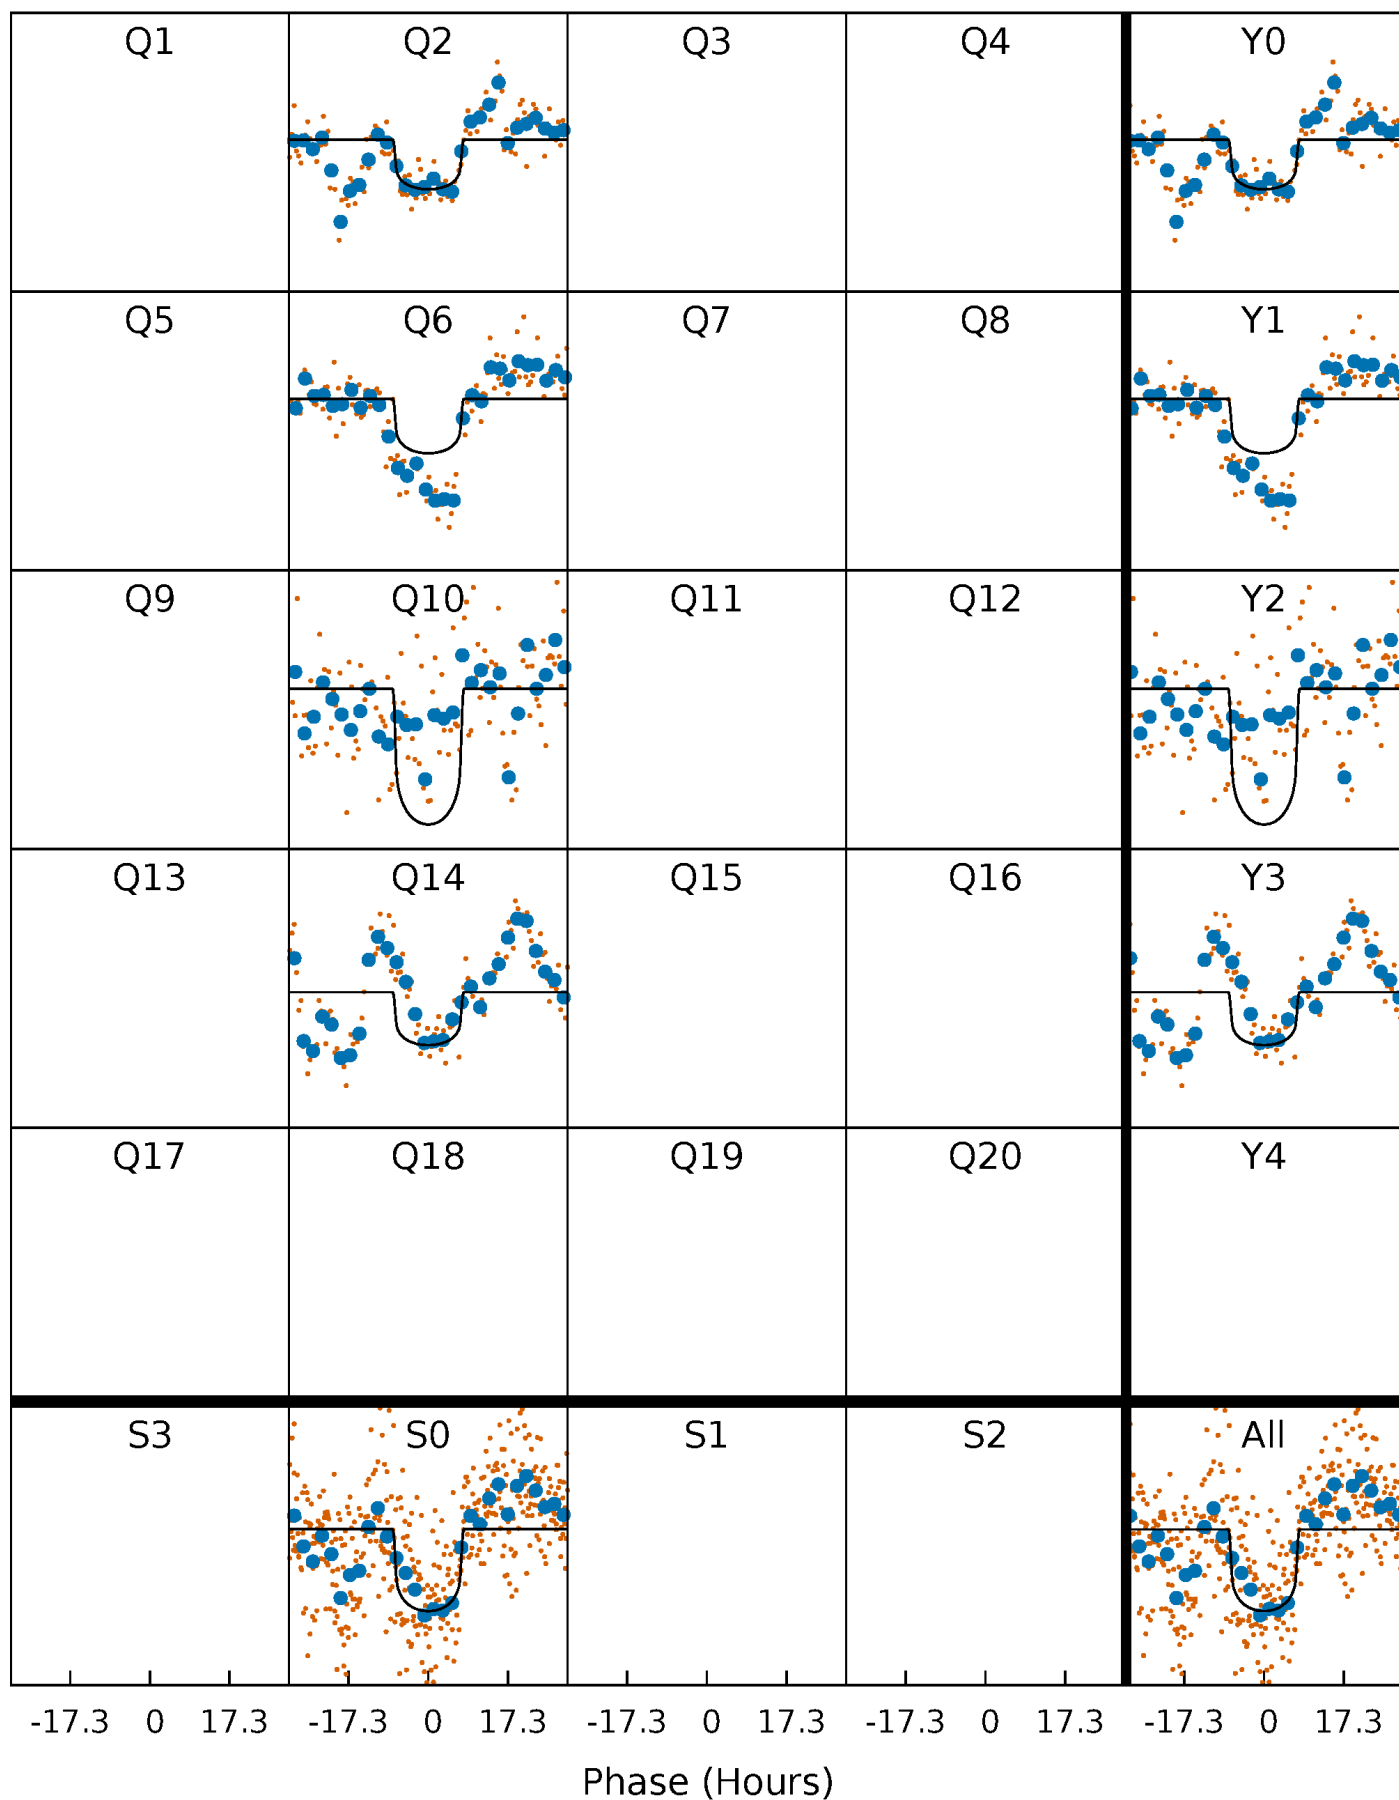 Q1 Q2 Q3 Q4 Y0
Q5 Q6 Q7 Q8 Y1
Q9 Q10 Q11 Q12 Y2
Q13 Q14 Q15 Q16 Y3
Q17 Q18 Q19 Q20 Y4
S3 S0 S1 S2 All
-17.3 0 17.3 -17.3 0 17.3 -17.3 0 17.3 -17.3 0 17.3 -17.3 0 17.3
Phase (Hours)